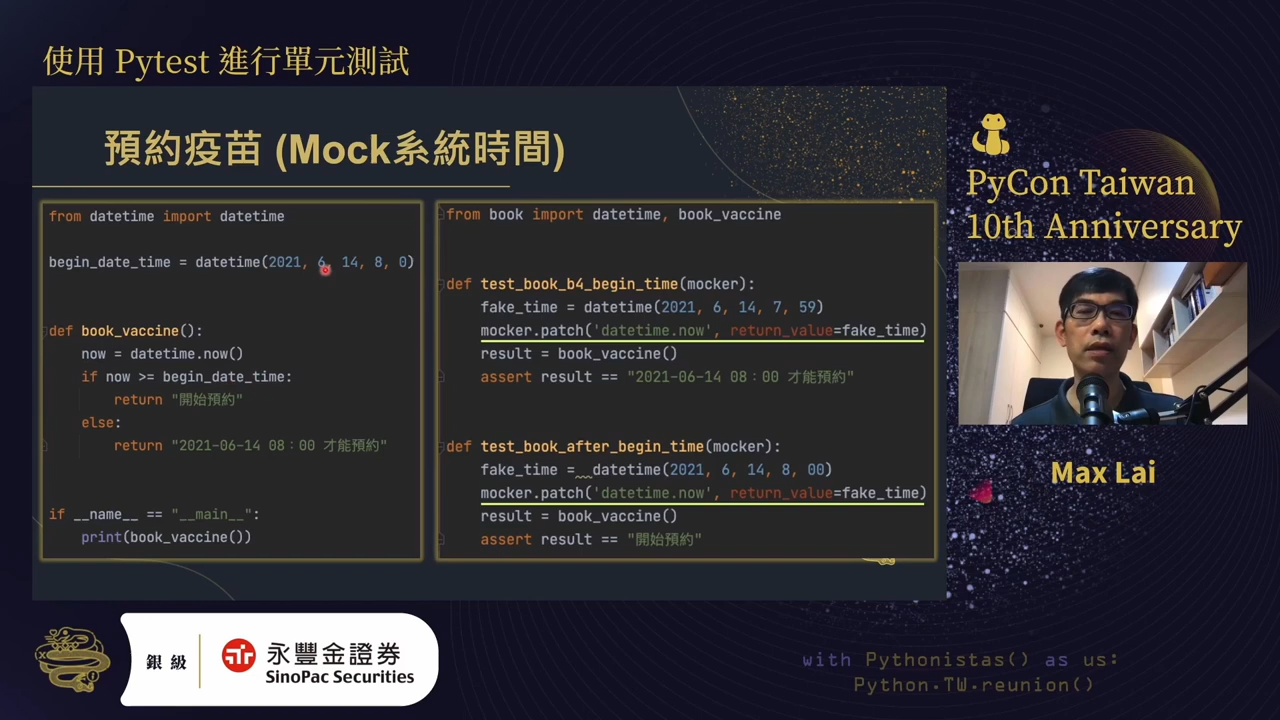 使用 Pytest 進行單元測試
預約疫苗 (Mock系統時間)
from datetime import datetime
begin_date_time = datetime(2021, 6, 14, 8, 0)
def book_vaccine():
now = datetime.now()
if now >= begin_date_time:
return "開始預約"
else:
return "2021-06-14 08：00 才能預約"
if __name__ == "__main__":
print(book_vaccine())
from book import datetime, book_vaccine
def test_book_b4_begin_time(mocker):
fake_time = datetime(2021, 6, 14, 7, 59)
mocker.patch('datetime.now', return_value=fake_time)
result = book_vaccine()
assert result == "2021-06-14 08：00 才能預約"
def test_book_after_begin_time(mocker):
fake_time = datetime(2021, 6, 14, 8, 00)
mocker.patch('datetime.now', return_value=fake_time)
result = book_vaccine()
assert result == "開始預約"
PyCon Taiwan
10th Anniversary
Max Lai
銀級
永豐金證券
SinoPac Securities
with Pythonistas() as us:
Python.TW.reunion()